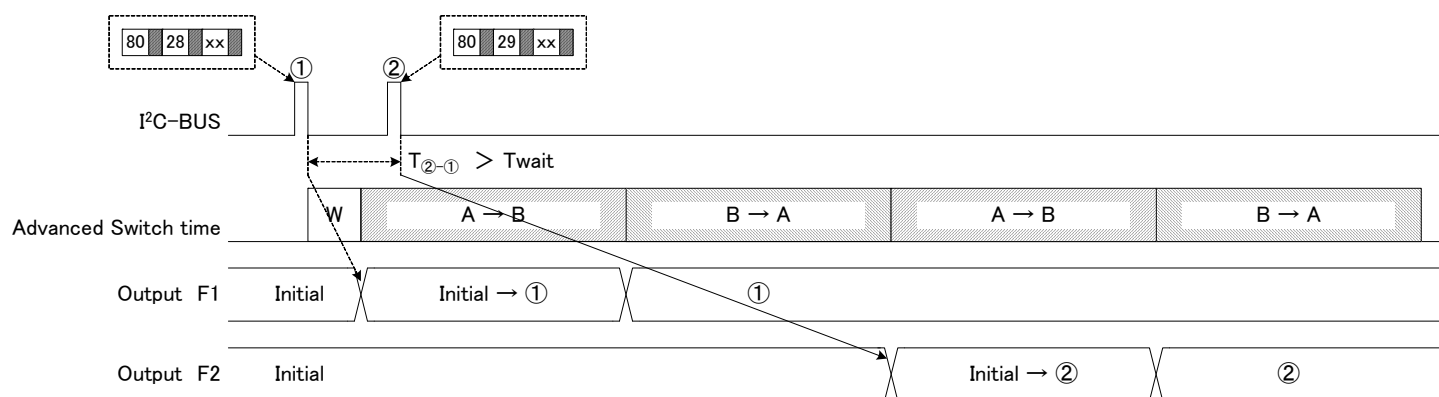 80 28 xx
80 29 xx
① ②
I²C-BUS
T②-① > Twait
Advanced Switch time W A → B B → A A → B B → A
Output F1 Initial Initial → ① ①
Output F2 Initial Initial → ② ②